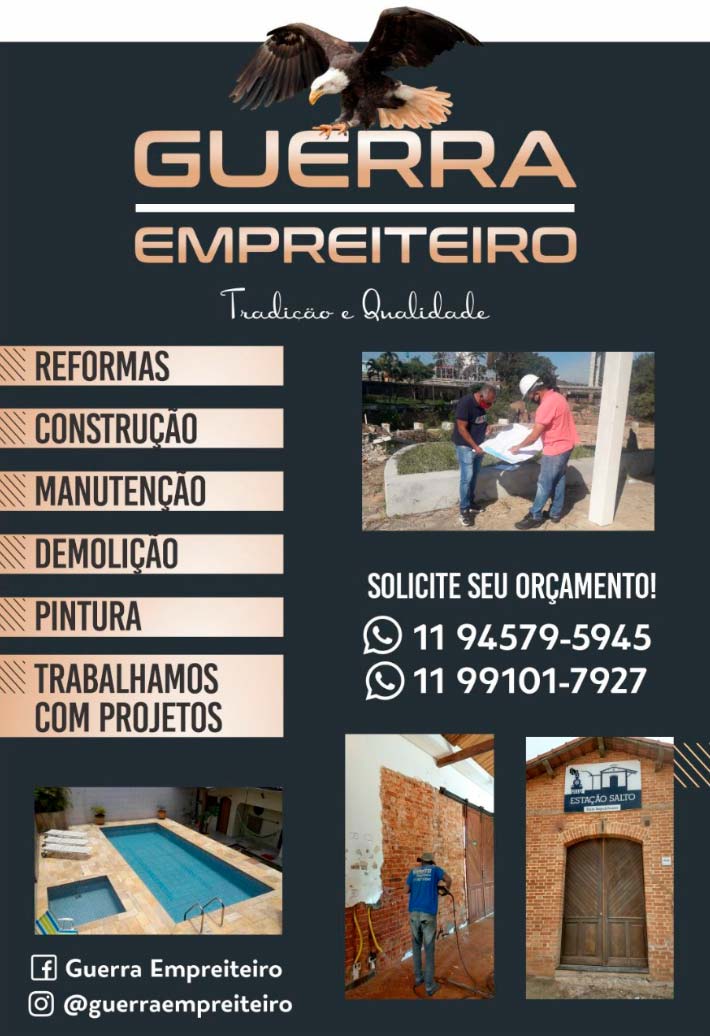 GUERRA
EMPREITEIRO
Tradição e Qualidade
REFORMAS
CONSTRUÇÃO
MANUTENÇÃO
DEMOLIÇÃO
PINTURA
TRABALHAMOS
COM PROJETOS
SOLICITE SEU ORÇAMENTO!
11 94579-5945
11 99101-7927
ESTAÇÃO SALTO
Guerra Empreiteiro
@guerraempreiteiro